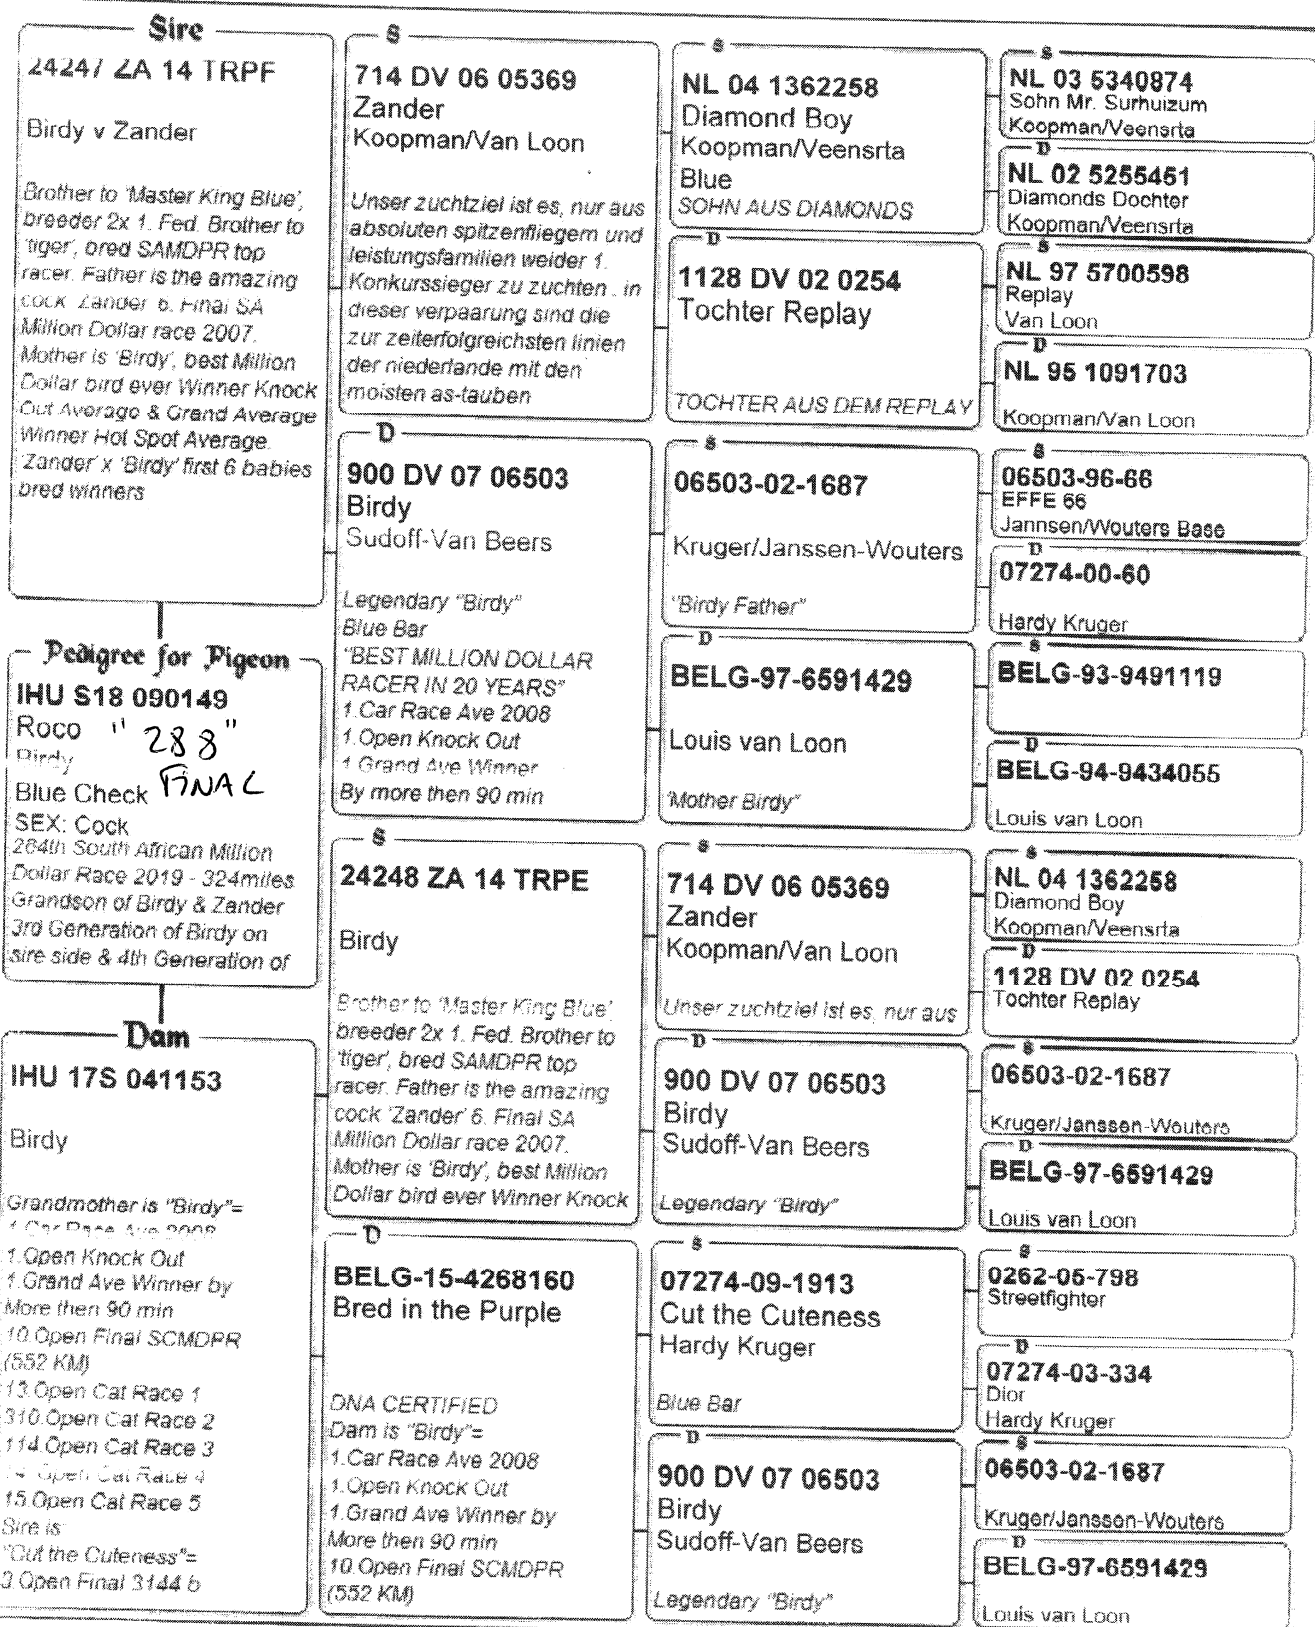 Sire
24247 ZA 14 TRPF
Birdy v Zander
Brother to 'Master King Blue',
breeder 2x 1. Fed. Brother to
'tiger', bred SAMDPR top
racer. Father is the amazing
cock 'Zander' 6. Final SA
Million Dollar race 2007.
Mother is 'Birdy', best Million
Dollar bird ever Winner Knock
Out Average & Grand Average
Winner Hot Spot Average.
Zander' x 'Birdy' first 6 babies
bred winners
Pedigree for Pigeon
IHU S18 090149
Roco "288"
Birdy
Blue Check FINAL
SEX: Cock
264th South African Million
Dollar Race 2019 - 324miles
Grandson of Birdy & Zander
3rd Generation of Birdy on
sire side & 4th Generation of
Dam
IHU 17S 041153
Birdy
Grandmother is "Birdy"=
1.Car Race Ave 2008
1.Open Knock Out
1.Grand Ave Winner by
More then 90 min
10.Open Final SCMDPR
(552 KM)
13.Open Cat Race 1
310.Open Cat Race 2
114.Open Cat Race 3
14 Open Cat Race 4
15.Open Cat Race 5
Sire is
"Cut the Cuteness"=
3.Open Final 3144 b
S
714 DV 06 05369
Zander
Koopman/Van Loon
Unser zuchtziel ist es, nur aus
absoluten spitzenfliegern und
leistungsfamilien weider 1.
Konkurssieger zu zuchten . in
dieser verpaarung sind die
zur zeiterfolgreichsten linien
der niederlande mit den
moisten as-tauben
D
900 DV 07 06503
Birdy
Sudoff-Van Beers
Legendary "Birdy"
Blue Bar
"BEST MILLION DOLLAR
RACER IN 20 YEARS"
1.Car Race Ave 2008
1.Open Knock Out
1 Grand Ave Winner
By more then 90 min
S
24248 ZA 14 TRPE
Birdy
Brother to 'Master King Blue',
breeder 2x 1. Fed. Brother to
'tiger', bred SAMDPR top
racer. Father is the amazing
cock 'Zander' 6. Final SA
Million Dollar race 2007.
Mother is 'Birdy', best Million
Dollar bird ever Winner Knock
D
BELG-15-4268160
Bred in the Purple
DNA CERTIFIED
Dam is "Birdy"=
1.Car Race Ave 2008
1.Open Knock Out
1.Grand Ave Winner by
More then 90 min
10.Open Final SCMDPR
(552 KM)
S
NL 04 1362258
Diamond Boy
Koopman/Veensrta
Blue
SOHN AUS DIAMONDS
D
1128 DV 02 0254
Tochter Replay
TOCHTER AUS DEM REPLAY
S
06503-02-1687
Kruger/Janssen-Wouters
"Birdy Father"
D
BELG-97-6591429
Louis van Loon
'Mother Birdy"
S
714 DV 06 05369
Zander
Koopman/Van Loon
Unser zuchtziel ist es, nur aus
D
900 DV 07 06503
Birdy
Sudoff-Van Beers
Legendary "Birdy"
S
07274-09-1913
Cut the Cuteness
Hardy Kruger
Blue Bar
D
900 DV 07 06503
Birdy
Sudoff-Van Beers
Legendary "Birdy"
S
NL 03 5340874
Sohn Mr. Surhuizum
Koopman/Veensrta
D
NL 02 5255451
Diamonds Dochter
Koopman/Veensrta
S
NL 97 5700598
Replay
Van Loon
D
NL 95 1091703
Koopman/Van Loon
S
06503-96-66
EFFE 66
Jannsen/Wouters Base
D
07274-00-60
Hardy Kruger
S
BELG-93-9491119
D
BELG-94-9434055
Louis van Loon
S
NL 04 1362258
Diamond Boy
Koopman/Veensrta
D
1128 DV 02 0254
Tochter Replay
S
06503-02-1687
Kruger/Janssen-Wouters
D
BELG-97-6591429
Louis van Loon
S
0262-05-798
Streetfighter
D
07274-03-334
Dior
Hardy Kruger
S
06503-02-1687
Kruger/Janssen-Wouters
D
BELG-97-6591429
Louis van Loon